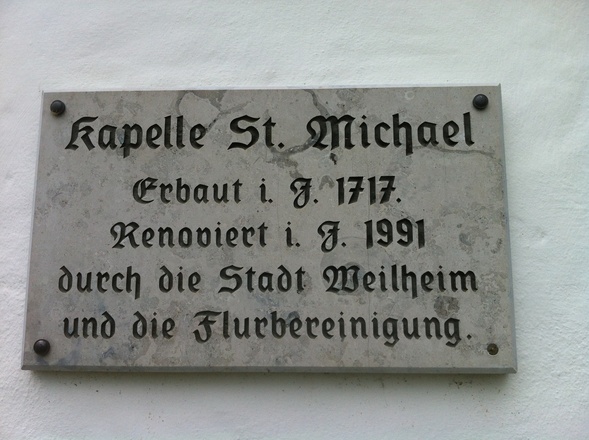 Kapelle St. Michael
Erbaut i. J. 1717.
Renoviert i. J. 1991
durch die Stadt Weilheim
und die Flurbereinigung.